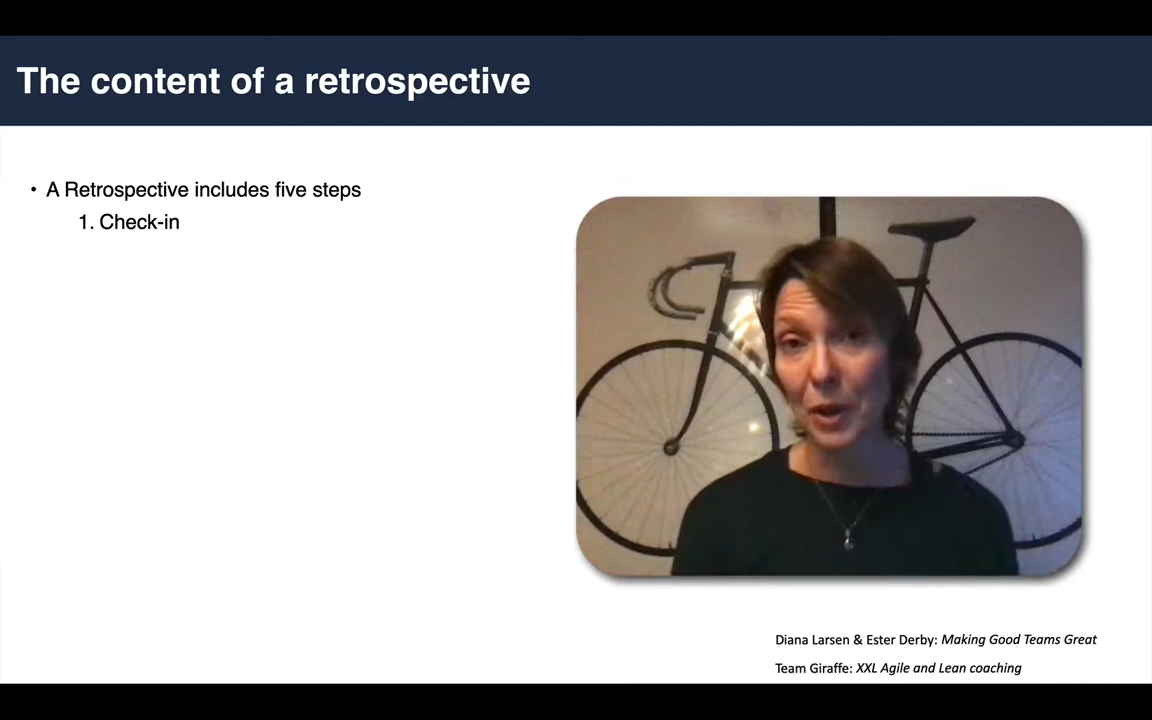 The content of a retrospective
• A Retrospective includes five steps
1. Check-in
Diana Larsen & Ester Derby: Making Good Teams Great
Team Giraffe: XXL Agile and Lean coaching